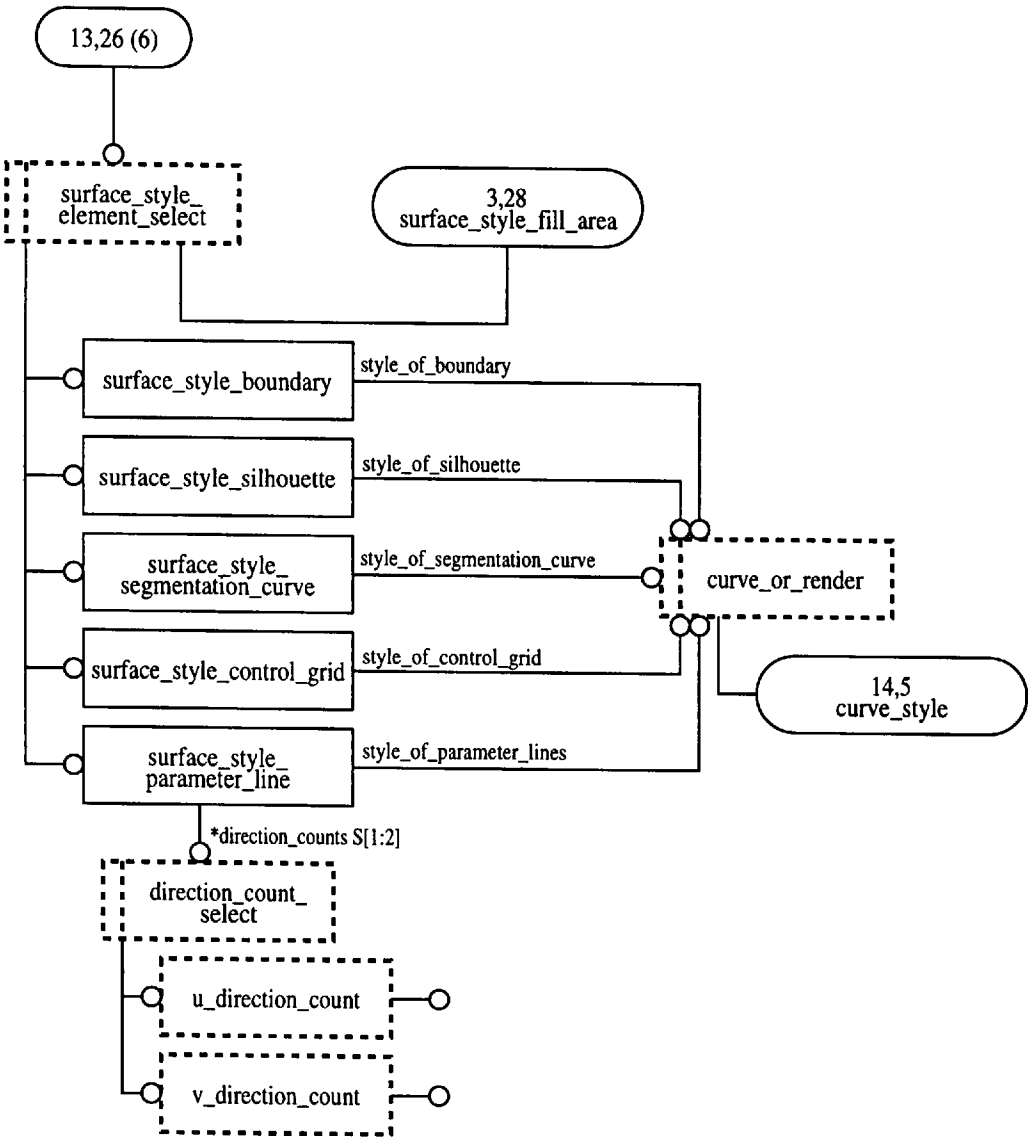 13,26 (6)
surface_style_
element_select
3,28
surface_style_fill_area
surface_style_boundary
style_of_boundary
surface_style_silhouette
style_of_silhouette
surface_style_
segmentation_curve
style_of_segmentation_curve
curve_or_render
surface_style_control_grid
style_of_control_grid
14,5
curve_style
surface_style_
parameter_line
style_of_parameter_lines
*direction_counts S[1:2]
direction_count_
select
u_direction_count
v_direction_count